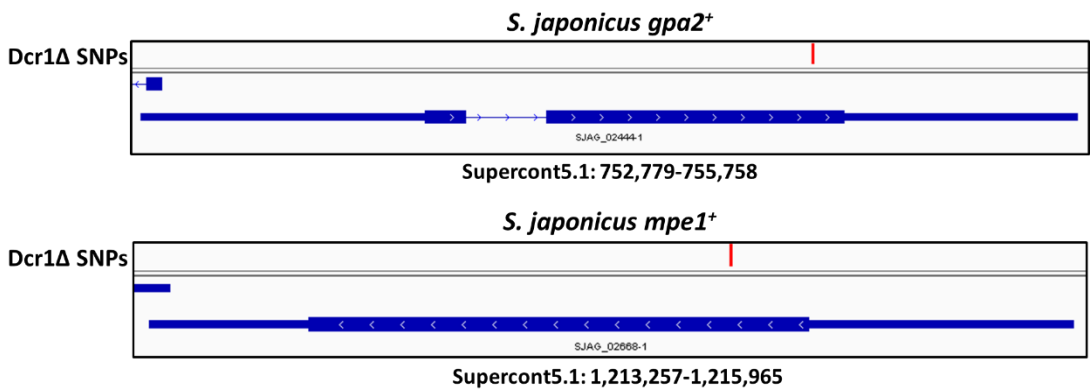 S. japonicus gpa2+
Dcr1Δ SNPs
SJAG_02444-1
Supercont5.1: 752,779-755,758
S. japonicus mpe1+
Dcr1Δ SNPs
SJAG_02668-1
Supercont5.1: 1,213,257-1,215,965